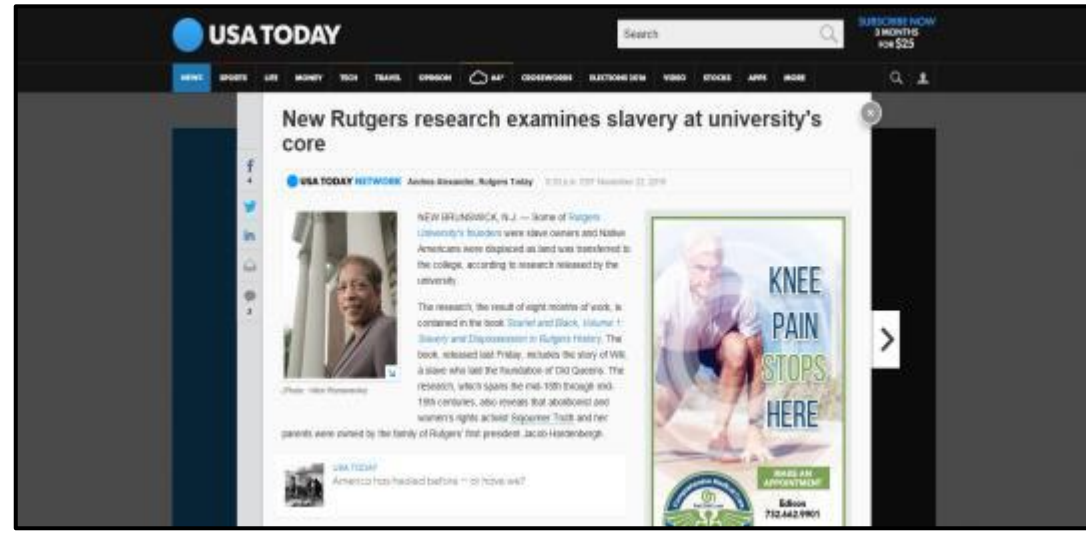 USA TODAY
Search
SUBSCRIBE NOW
3 MONTHS
FOR $25
NEWS SPORTS LIFE MONEY TECH TRAVEL OPINION CROSSWORDS ELECTIONS 2016 VIDEO STOCKS APPS MORE
New Rutgers research examines slavery at university's
core
USA TODAY NETWORK Andrea Alexander, Rutgers Today
NEW BRUNSWICK, N.J. — Some of Rutgers
University's founders were slave owners and Native
Americans were displaced as land was transferred to
the college, according to research released by the
university.
The research, the result of eight months of work, is
contained in the book Scarlet and Black, Volume 1:
Slavery and Dispossession in Rutgers History. The
book, released last Friday, includes the story of Will,
a slave who laid the foundation of Old Queens. The
research, which spans the mid-18th through mid-
19th centuries, also reveals that abolitionist and
women's rights activist Sojourner Truth and her
parents were owned by the family of Rutgers' first president Jacob Hardenbergh.
USA TODAY
America has healed before — or have we?
KNEE
PAIN
STOPS
HERE
MAKE AN
APPOINTMENT
Edison
732.662.9901